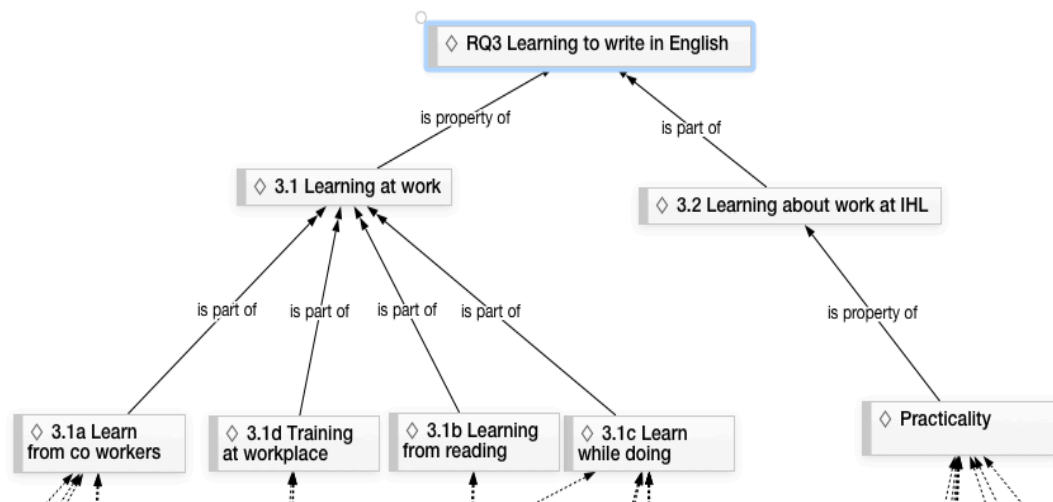 RQ3 Learning to write in English
is property of
is part of
3.1 Learning at work
3.2 Learning about work at IHL
is part of
is part of
is part of
is part of
is property of
3.1a Learn
from co workers
3.1d Training
at workplace
3.1b Learning
from reading
3.1c Learn
while doing
Practicality